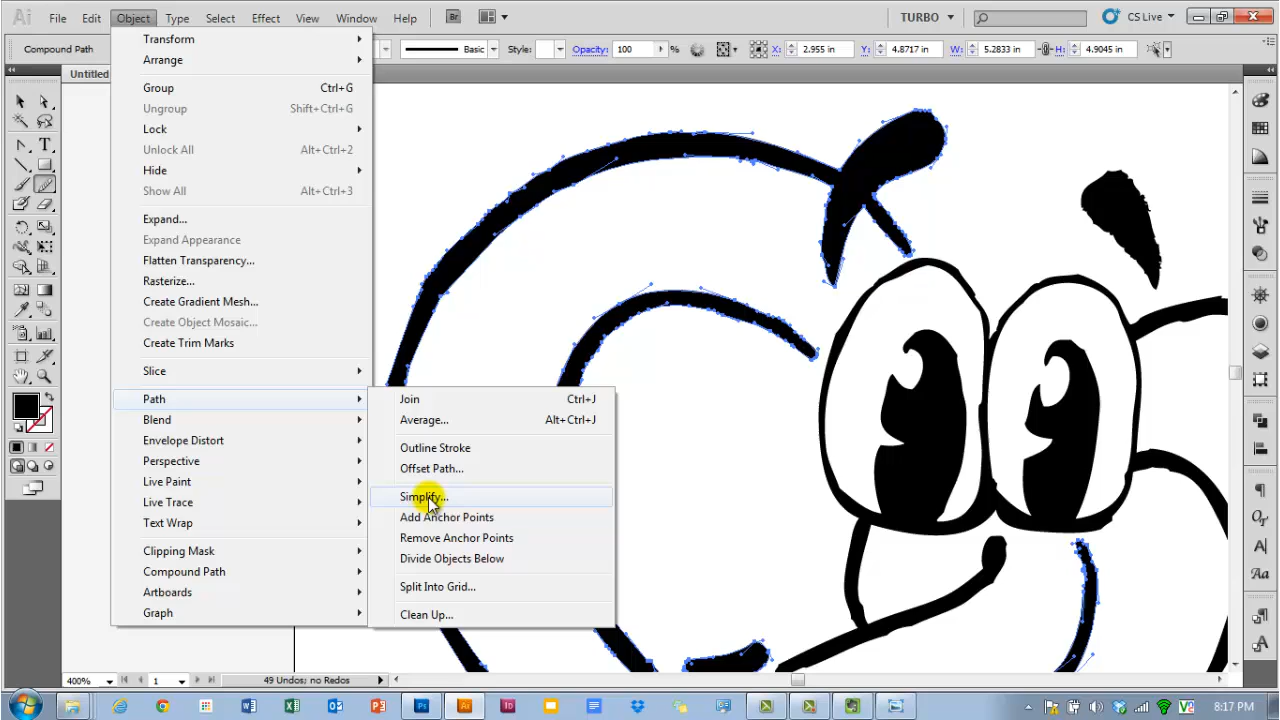 Ai File Edit Object Type Select Effect View Window Help Br TURBO CS Live
Compound Path Basic Style: Opacity: 100 % X: 2.955 in Y: 4.8717 in W: 5.2833 in H: 4.9045 in
Untitled
Transform
Arrange
Group Ctrl+G
Ungroup Shift+Ctrl+G
Lock
Unlock All Alt+Ctrl+2
Hide
Show All Alt+Ctrl+3
Expand...
Expand Appearance
Flatten Transparency...
Rasterize...
Create Gradient Mesh...
Create Object Mosaic...
Create Trim Marks
Slice
Path
Blend
Envelope Distort
Perspective
Live Paint
Live Trace
Text Wrap
Clipping Mask
Compound Path
Artboards
Graph
Join Ctrl+J
Average... Alt+Ctrl+J
Outline Stroke
Offset Path...
Simplify...
Add Anchor Points
Remove Anchor Points
Divide Objects Below
Split Into Grid...
Clean Up...
400% 1 49 Undos; no Redos
Ps Ai Id 8:17 PM